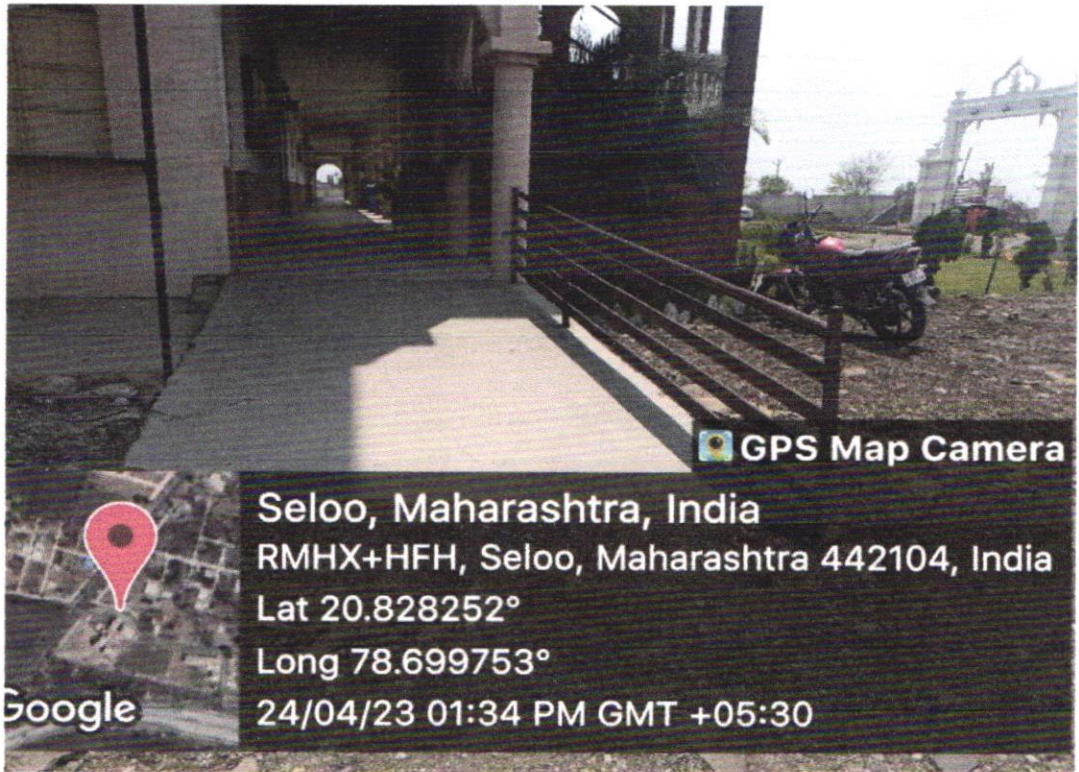 GPS Map Camera
Seloo, Maharashtra, India
RMHX+HFH, Seloo, Maharashtra 442104, India
Lat 20.828252°
Long 78.699753°
24/04/23 01:34 PM GMT +05:30
Google